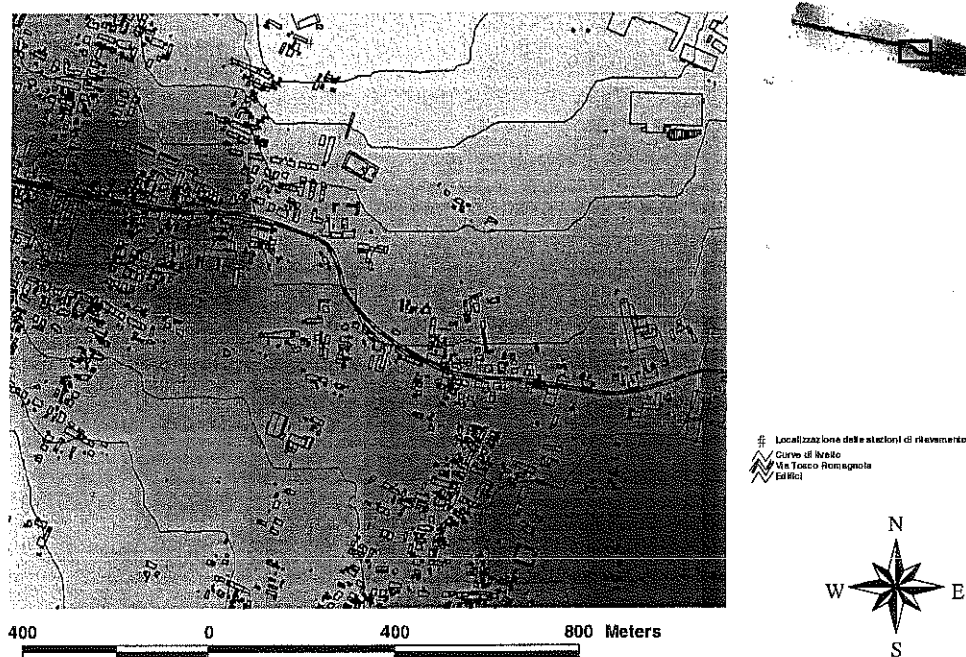 # Localizzazione delle stazioni di rilevamento
Curve di livello
Via Tosco Romagnola
Edifici
N
W E
S
400 0 400 800 Meters